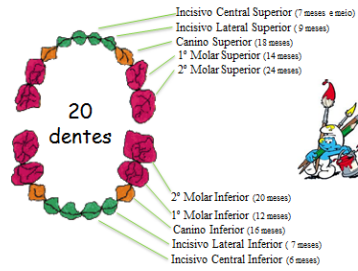 Incisivo Central Superior (7 meses e meio)
Incisivo Lateral Superior (9 meses)
Canino Superior (18 meses)
1º Molar Superior (14 meses)
2º Molar Superior (24 meses)
20
dentes
2º Molar Inferior (20 meses)
1º Molar Inferior (12 meses)
Canino Inferior (16 meses)
Incisivo Lateral Inferior (7 meses)
Incisivo Central Inferior (6 meses)